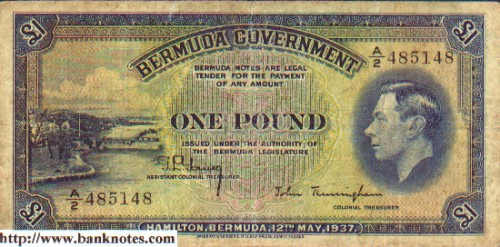 £1
£1
BERMUDA GOVERNMENT
A/2 485148
BERMUDA NOTES ARE LEGAL
TENDER FOR THE PAYMENT
OF ANY AMOUNT
ONE POUND
ISSUED UNDER THE AUTHORITY OF
THE BERMUDA LEGISLATURE
ASSISTANT COLONIAL TREASURER
A/2 485148
COLONIAL TREASURER
£1
£1
HAMILTON, BERMUDA, 12TH MAY, 1937.
http://www.banknotes.com